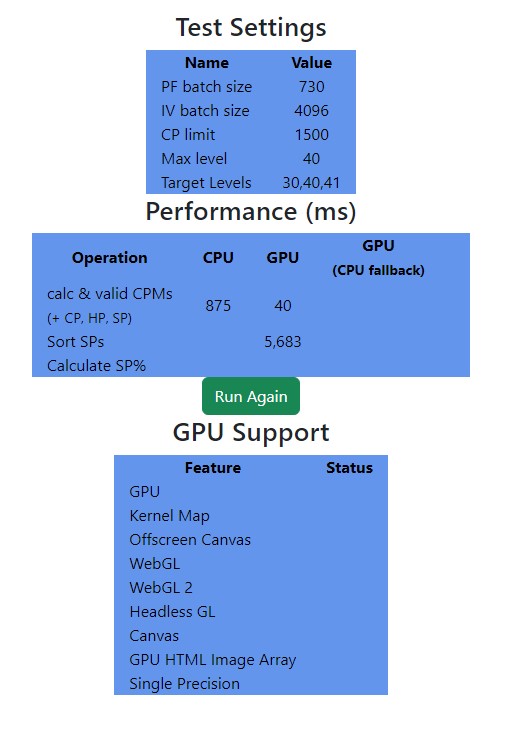 Test Settings
Name Value
PF batch size 730
IV batch size 4096
CP limit 1500
Max level 40
Target Levels 30,40,41
Performance (ms)
Operation CPU GPU GPU
(CPU fallback)
calc & valid CPMs
(+ CP, HP, SP) 875 40
Sort SPs 5,683
Calculate SP%
Run Again
GPU Support
Feature Status
GPU
Kernel Map
Offscreen Canvas
WebGL
WebGL 2
Headless GL
Canvas
GPU HTML Image Array
Single Precision